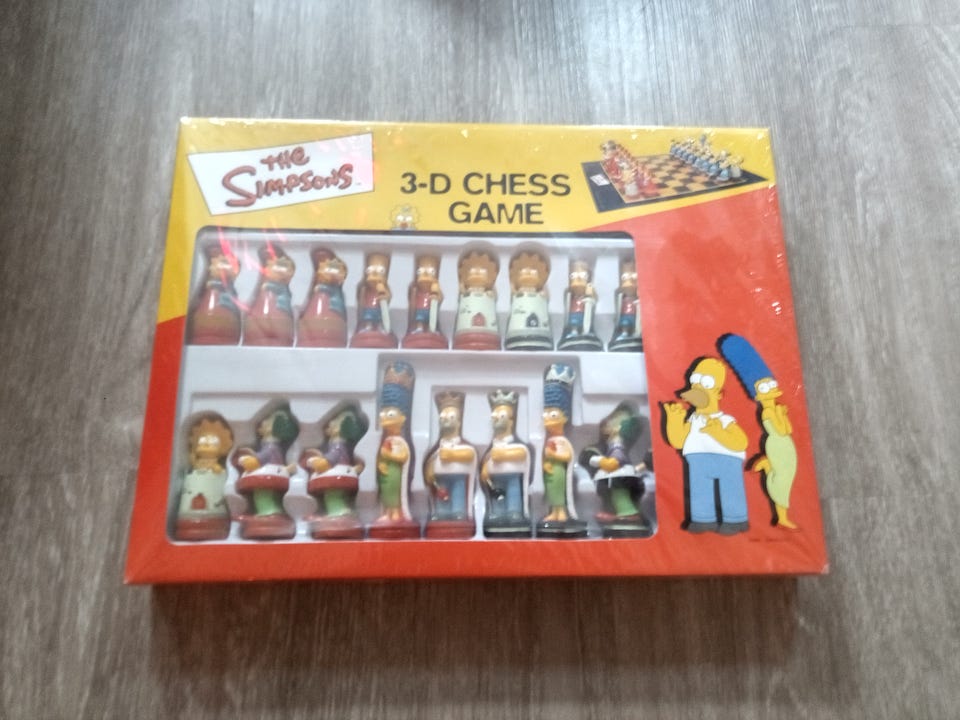 THE
SIMPSONS
3-D CHESS
GAME